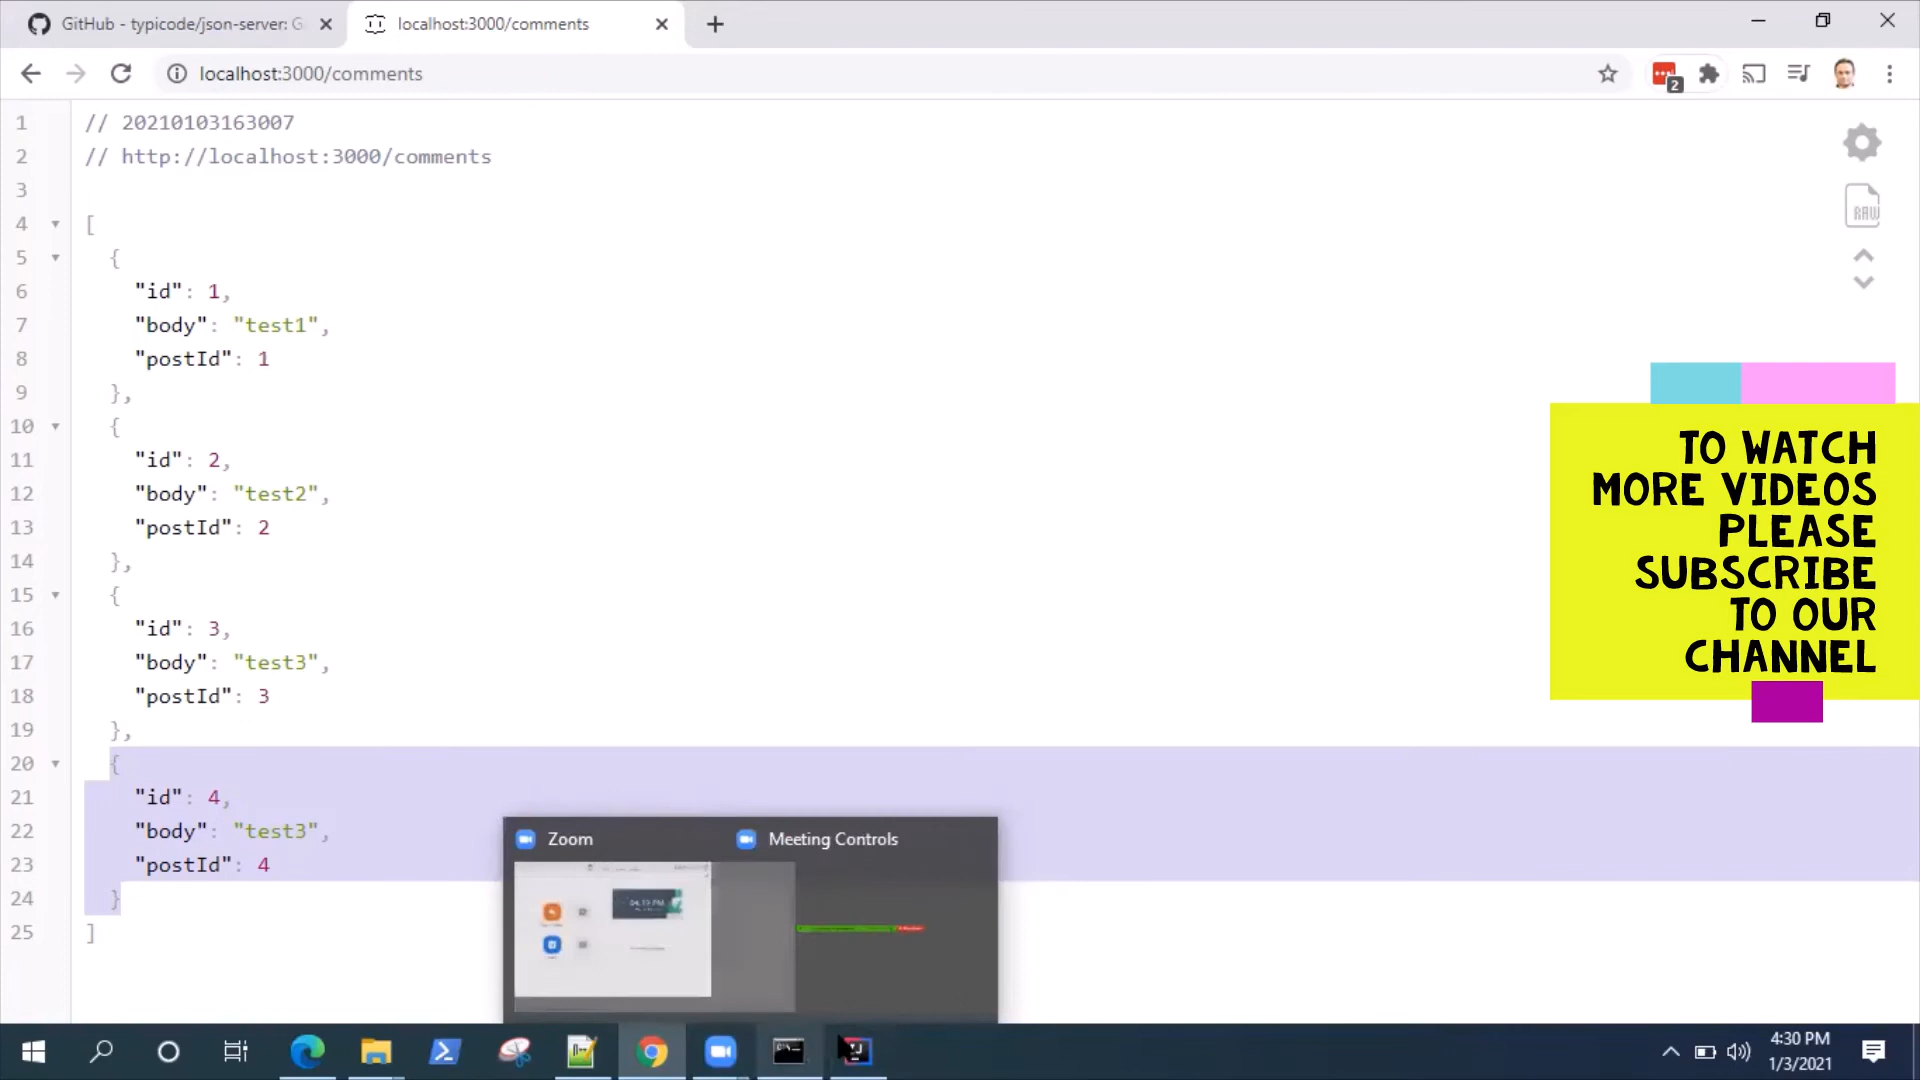 GitHub - typicode/json-server: G
localhost:3000/comments
localhost:3000/comments
2
1 // 20210103163007
2 // http://localhost:3000/comments
3
4 [
5 {
6 "id": 1,
7 "body": "test1",
8 "postId": 1
9 },
10 {
11 "id": 2,
12 "body": "test2",
13 "postId": 2
14 },
15 {
16 "id": 3,
17 "body": "test3",
18 "postId": 3
19 },
20 {
21 "id": 4,
22 "body": "test3",
23 "postId": 4
24 }
25 ]
RAW
TO WATCH
MORE VIDEOS
PLEASE
SUBSCRIBE
TO OUR
CHANNEL
Zoom
Meeting Controls
4:30 PM
1/3/2021